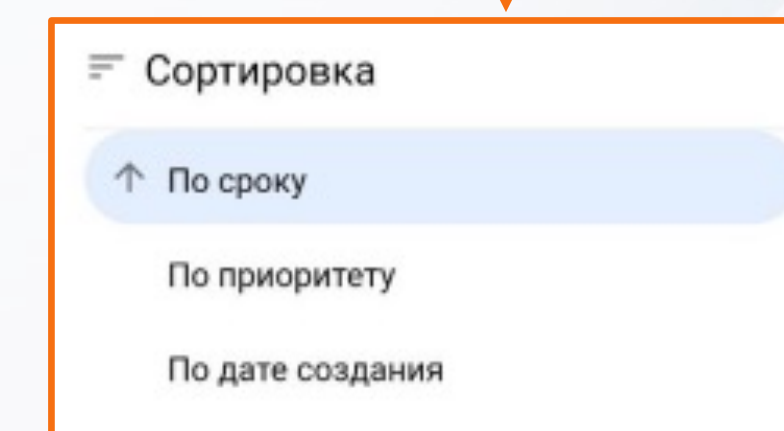 Сортировка
По сроку
По приоритету
По дате создания